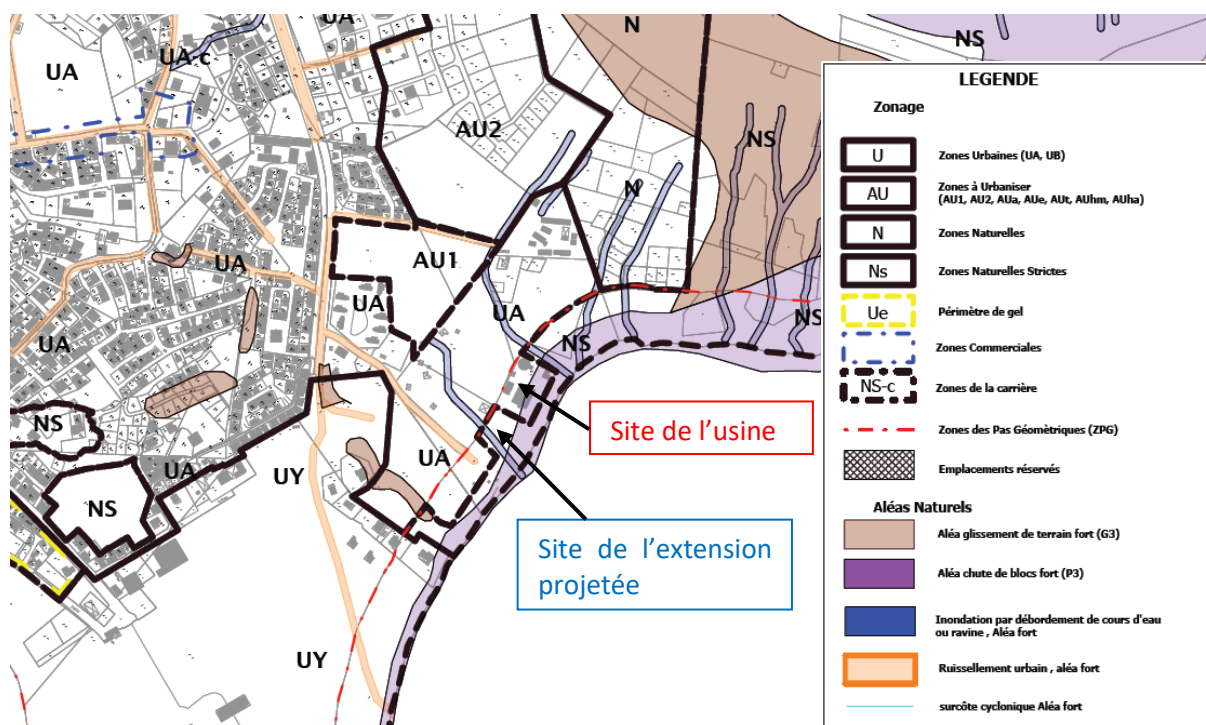 N
NS
UA
UA-c
AU2
NS
N
AU1
UA
UA
UA
UA
NS
NS
NS
UA
UA
UY
NS
UY
Site de l'usine
Site de l'extension
projetée
LEGENDE
Zonage
U
Zones Urbaines (UA, UB)
AU
Zones à Urbaniser
(AU1, AU2, AUa, AUe, AUt, AUhm, AUha)
N
Zones Naturelles
Ns
Zones Naturelles Strictes
Ue
Périmètre de gel
Zones Commerciales
NS-c
Zones de la carrière
Zones des Pas Géomètriques (ZPG)
Emplacements réservés
Aléas Naturels
Aléa glissement de terrain fort (G3)
Aléa chute de blocs fort (P3)
Inondation par débordement de cours d'eau
ou ravine , Aléa fort
Ruissellement urbain , aléa fort
surcôte cyclonique Aléa fort